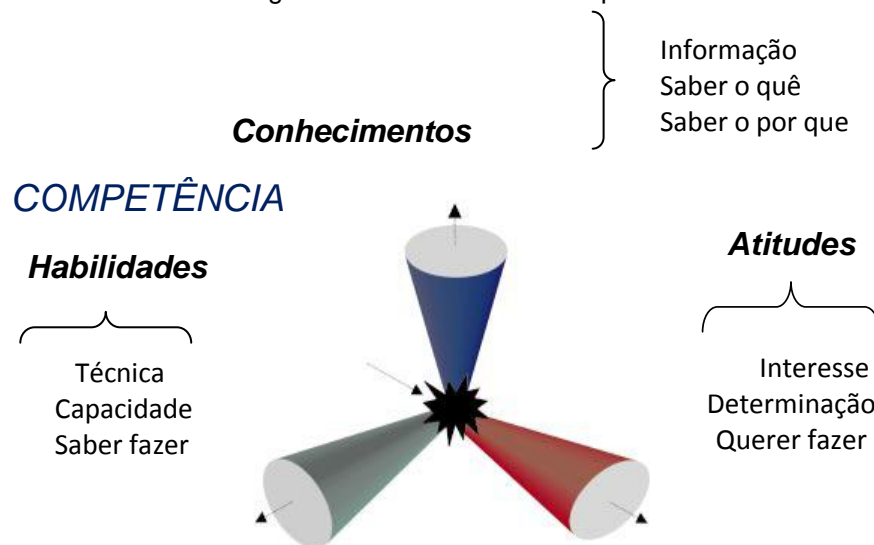 Informação
Saber o quê
Saber o por que
Conhecimentos
COMPETÊNCIA
Habilidades
Técnica
Capacidade
Saber fazer
Atitudes
Interesse
Determinação
Querer fazer